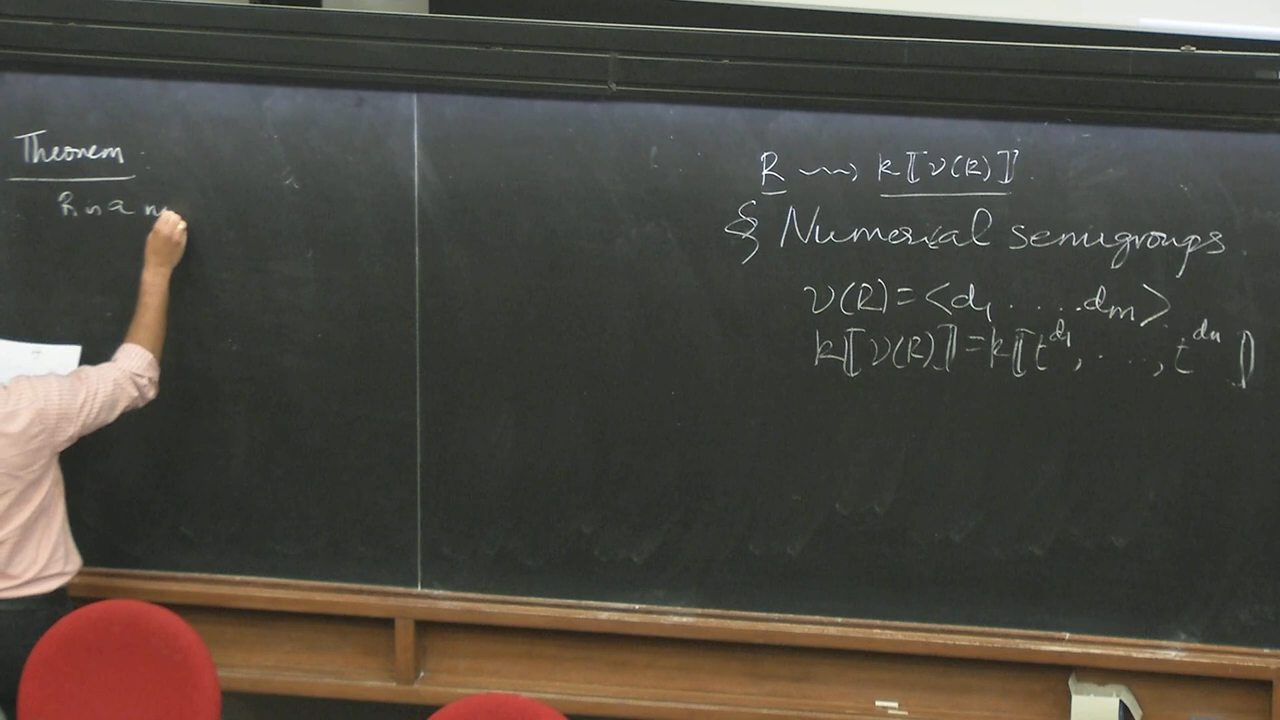 Theorem
R is a
R ⇝ k⟦ν(R)⟧
§ Numerical semigroups
ν(R) = <d₁ ..... dₘ>
k⟦ν(R)⟧ = k⟦t^{d₁}, ....., t^{dₘ}⟧